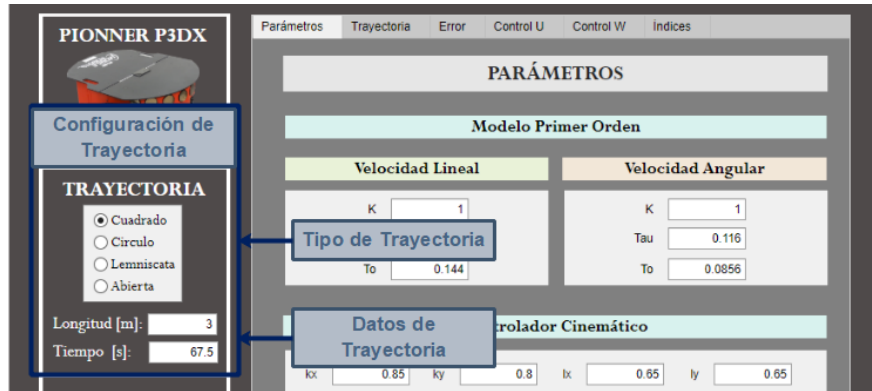 PIONNER P3DX
Configuración de
Trayectoria
TRAYECTORIA
Cuadrado
Circulo
Lemniscata
Abierta
Longitud [m]: 3
Tiempo [s]: 67.5
Parámetros Trayectoria Error Control U Control W Índices
PARÁMETROS
Modelo Primer Orden
Velocidad Lineal Velocidad Angular
K 1 K 1
Tipo de Trayectoria Tau 0.116
To 0.144 To 0.0856
Datos de
Trayectoria
Cinemático
kx 0.85 ky 0.8 lx 0.65 ly 0.65